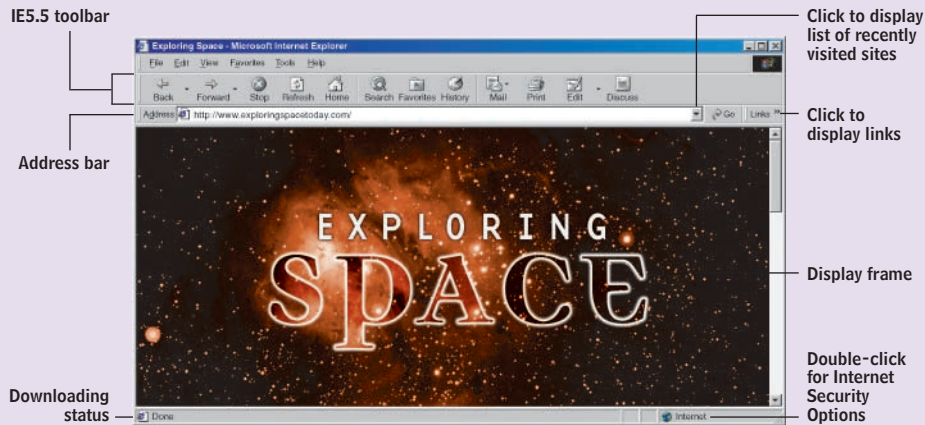 IE5.5 toolbar
Exploring Space - Microsoft Internet Explorer
File Edit View Favorites Tools Help
Back Forward Stop Refresh Home Search Favorites History Mail Print Edit Discuss
Address http://www.exploringspacetoday.com/ Go Links »
Address bar
EXPLORING
SPACE
Downloading
status
Done
Internet
Click to display
list of recently
visited sites
Click to
display links
Display frame
Double-click
for Internet
Security
Options